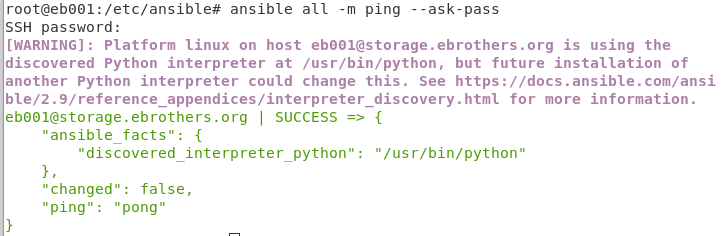 root@eb001:/etc/ansible# ansible all -m ping --ask-pass
SSH password:
[WARNING]: Platform linux on host eb001@storage.ebrothers.org is using the
discovered Python interpreter at /usr/bin/python, but future installation of
another Python interpreter could change this. See https://docs.ansible.com/ansi
ble/2.9/reference_appendices/interpreter_discovery.html for more information.
eb001@storage.ebrothers.org | SUCCESS => {
    "ansible_facts": {
        "discovered_interpreter_python": "/usr/bin/python"
    },
    "changed": false,
    "ping": "pong"
}